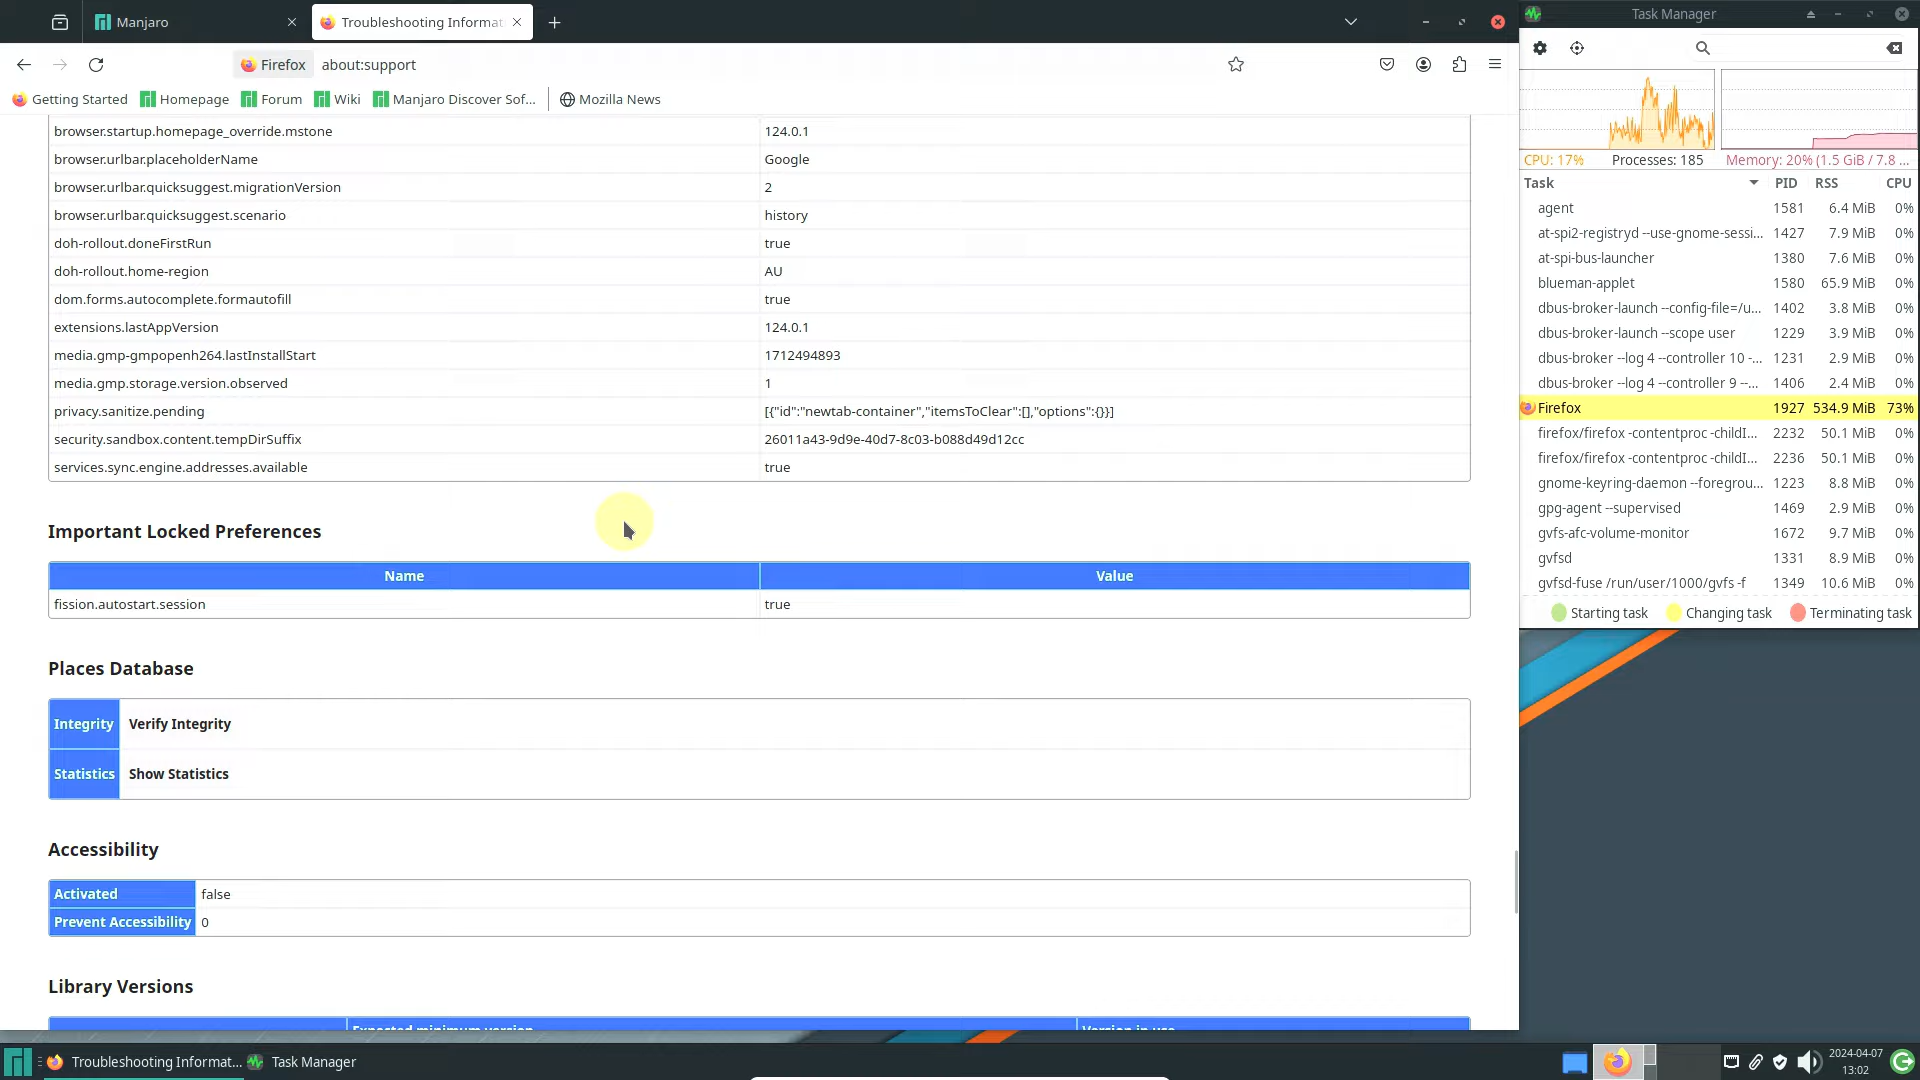 Manjaro
Troubleshooting Informat
Firefox
about:support
Getting Started
Homepage
Forum
Wiki
Manjaro Discover Sof...
Mozilla News
browser.startup.homepage_override.mstone 124.0.1
browser.urlbar.placeholderName Google
browser.urlbar.quicksuggest.migrationVersion 2
browser.urlbar.quicksuggest.scenario history
doh-rollout.doneFirstRun true
doh-rollout.home-region AU
dom.forms.autocomplete.formautofill true
extensions.lastAppVersion 124.0.1
media.gmp-gmpopenh264.lastInstallStart 1712494893
media.gmp.storage.version.observed 1
privacy.sanitize.pending [{"id":"newtab-container","itemsToClear":[],"options":{}}]
security.sandbox.content.tempDirSuffix 26011a43-9d9e-40d7-8c03-b088d49d12cc
services.sync.engine.addresses.available true
Important Locked Preferences
Name Value
fission.autostart.session true
Places Database
Integrity Verify Integrity
Statistics Show Statistics
Accessibility
Activated false
Prevent Accessibility 0
Library Versions
Expected minimum version Version in use
Task Manager
CPU: 17% Processes: 185 Memory: 20% (1.5 GiB / 7.8 ...
Task PID RSS CPU
agent 1581 6.4 MiB 0%
at-spi2-registryd --use-gnome-sessi... 1427 7.9 MiB 0%
at-spi-bus-launcher 1380 7.6 MiB 0%
blueman-applet 1580 65.9 MiB 0%
dbus-broker-launch --config-file=/u... 1402 3.8 MiB 0%
dbus-broker-launch --scope user 1229 3.9 MiB 0%
dbus-broker --log 4 --controller 10 -... 1231 2.9 MiB 0%
dbus-broker --log 4 --controller 9 --... 1406 2.4 MiB 0%
Firefox 1927 534.9 MiB 73%
firefox/firefox -contentproc -childI... 2232 50.1 MiB 0%
firefox/firefox -contentproc -childI... 2236 50.1 MiB 0%
gnome-keyring-daemon --foregrou... 1223 8.8 MiB 0%
gpg-agent --supervised 1469 2.9 MiB 0%
gvfs-afc-volume-monitor 1672 9.7 MiB 0%
gvfsd 1331 8.9 MiB 0%
gvfsd-fuse /run/user/1000/gvfs -f 1349 10.6 MiB 0%
Starting task Changing task Terminating task
Troubleshooting Informat...
Task Manager
2024-04-07
13:02